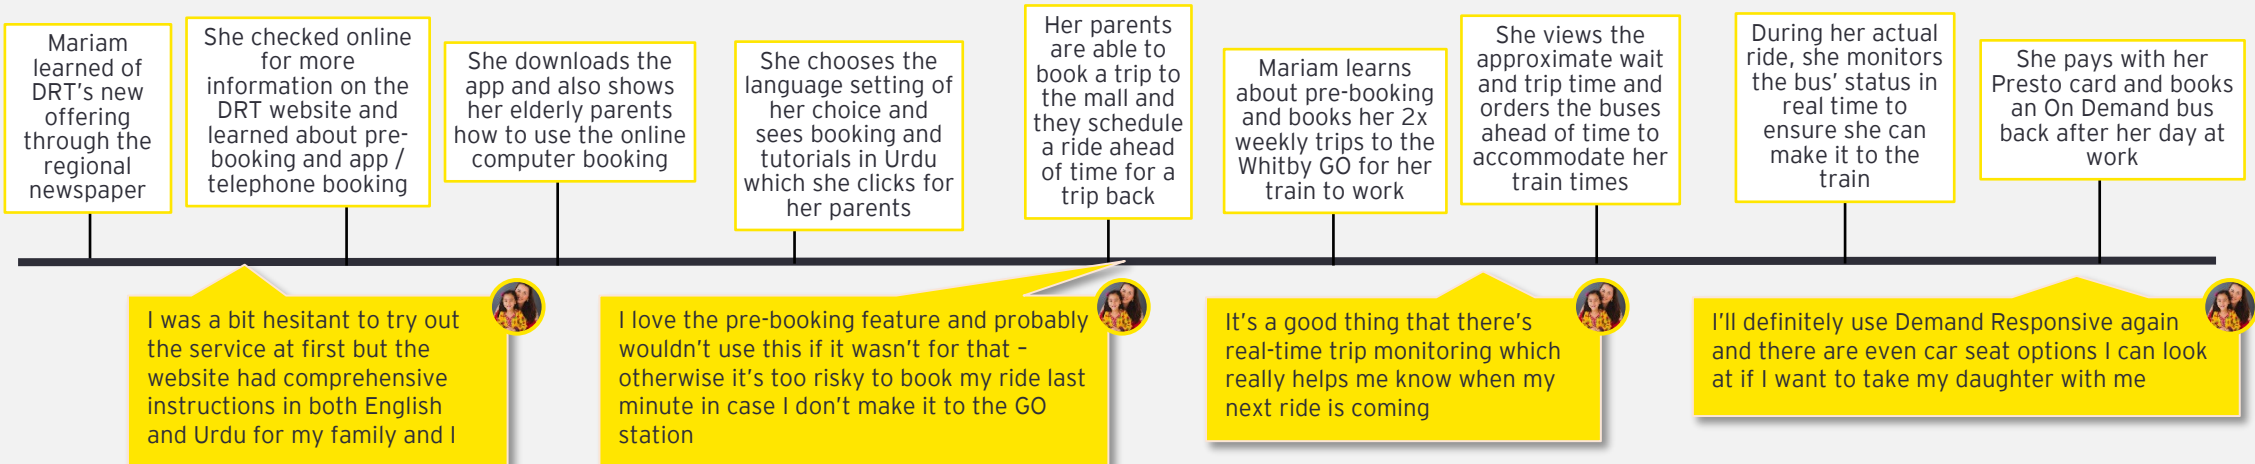 Mariam
learned of
DRT's new
offering
through the
regional
newspaper
She checked online
for more
information on the
DRT website and
learned about pre-
booking and app /
telephone booking
She downloads the
app and also shows
her elderly parents
how to use the online
computer booking
She chooses the
language setting of
her choice and
sees booking and
tutorials in Urdu
which she clicks for
her parents
Her parents
are able to
book a trip to
the mall and
they schedule
a ride ahead
of time for a
trip back
Mariam learns
about pre-booking
and books her 2x
weekly trips to the
Whitby GO for her
train to work
She views the
approximate wait
and trip time and
orders the buses
ahead of time to
accommodate her
train times
During her actual
ride, she monitors
the bus' status in
real time to
ensure she can
make it to the
train
She pays with her
Presto card and books
an On Demand bus
back after her day at
work
I was a bit hesitant to try out
the service at first but the
website had comprehensive
instructions in both English
and Urdu for my family and I
I love the pre-booking feature and probably
wouldn't use this if it wasn't for that –
otherwise it's too risky to book my ride last
minute in case I don't make it to the GO
station
It's a good thing that there's
real-time trip monitoring which
really helps me know when my
next ride is coming
I'll definitely use Demand Responsive again
and there are even car seat options I can look
at if I want to take my daughter with me